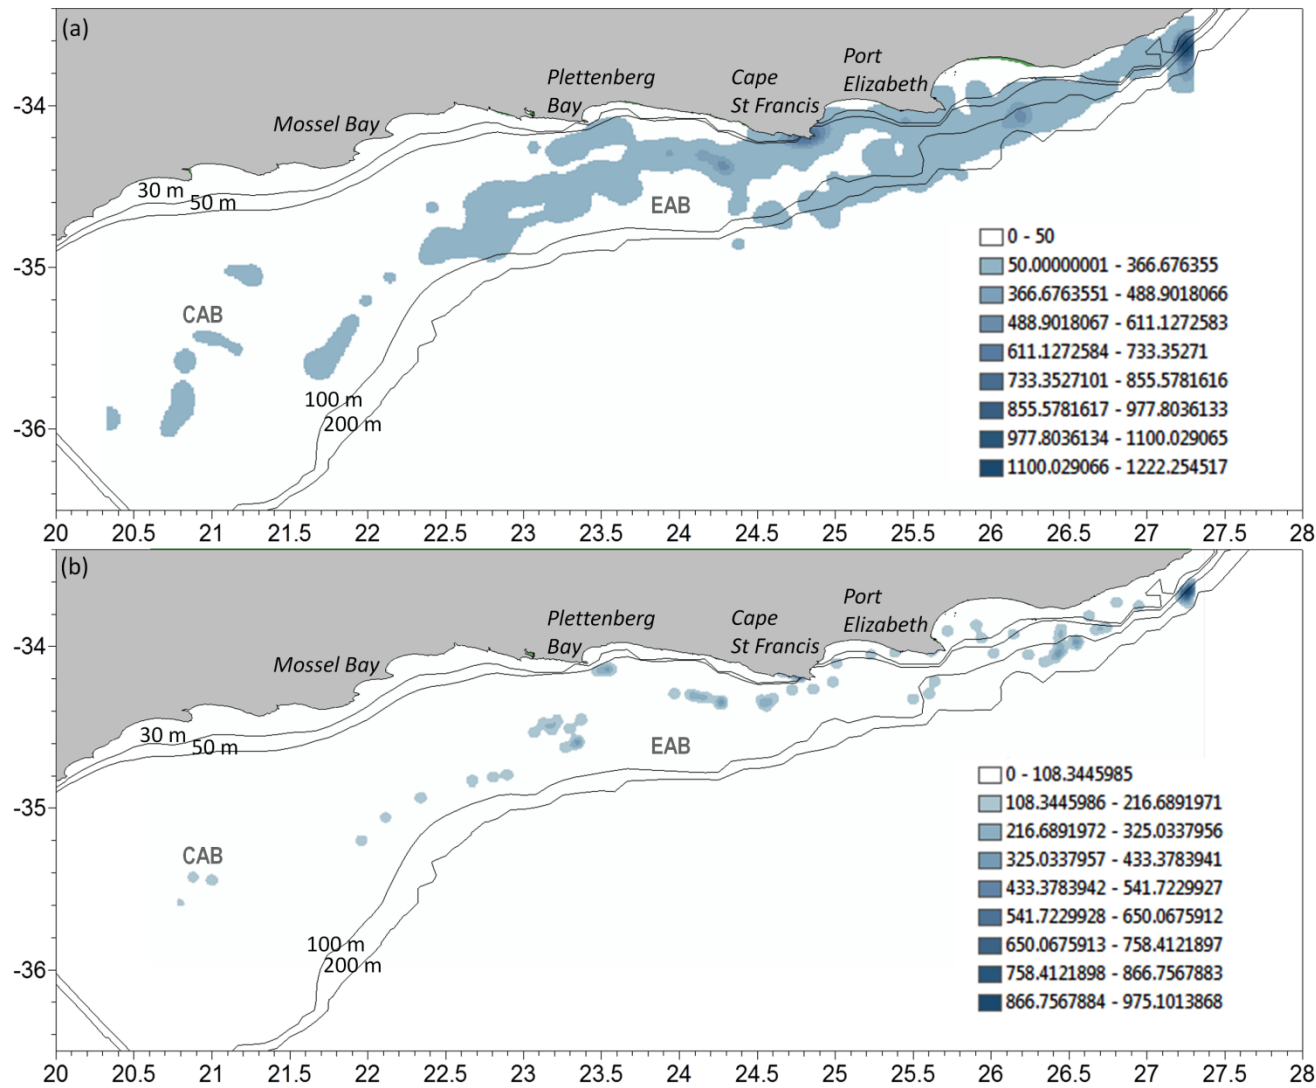 (a)
Port
Elizabeth
Plettenberg
Bay
Cape
St Francis
Mossel Bay
-34
30 m
50 m
EAB
-35
CAB
100 m
200 m
-36
0 - 50
50.00000001 - 366.676355
366.6763551 - 488.9018066
488.9018067 - 611.1272583
611.1272584 - 733.35271
733.3527101 - 855.5781616
855.5781617 - 977.8036133
977.8036134 - 1100.029065
1100.029066 - 1222.254517
20 20.5 21 21.5 22 22.5 23 23.5 24 24.5 25 25.5 26 26.5 27 27.5 28
(b)
Port
Elizabeth
Plettenberg
Bay
Cape
St Francis
Mossel Bay
-34
30 m
50 m
EAB
-35
CAB
100 m
200 m
-36
0 - 108.3445985
108.3445986 - 216.6891971
216.6891972 - 325.0337956
325.0337957 - 433.3783941
433.3783942 - 541.7229927
541.7229928 - 650.0675912
650.0675913 - 758.4121897
758.4121898 - 866.7567883
866.7567884 - 975.1013868
20 20.5 21 21.5 22 22.5 23 23.5 24 24.5 25 25.5 26 26.5 27 27.5 28